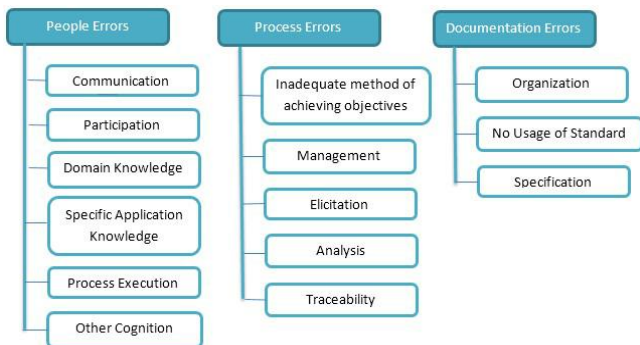 People Errors
Communication
Participation
Domain Knowledge
Specific Application
Knowledge
Process Execution
Other Cognition
Process Errors
Inadequate method of
achieving objectives
Management
Elicitation
Analysis
Traceability
Documentation Errors
Organization
No Usage of Standard
Specification